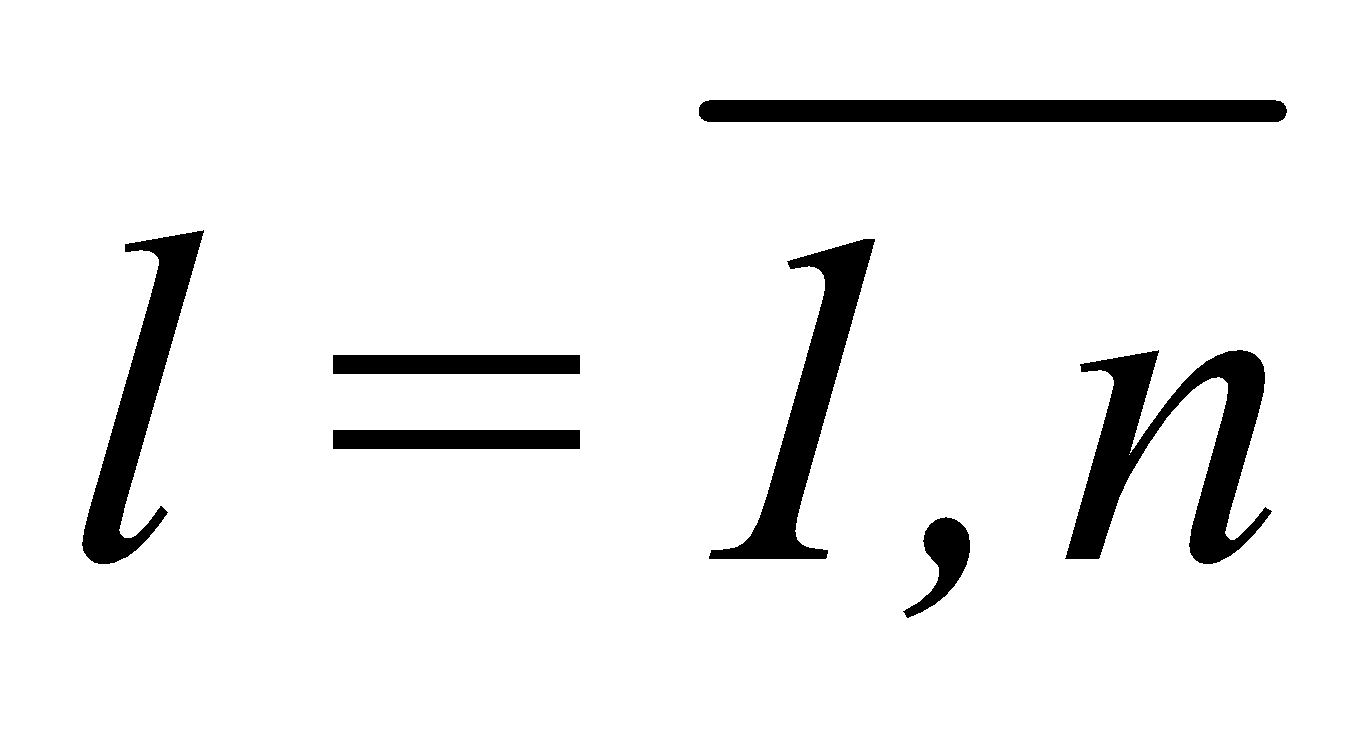 l = \overline{1,n}